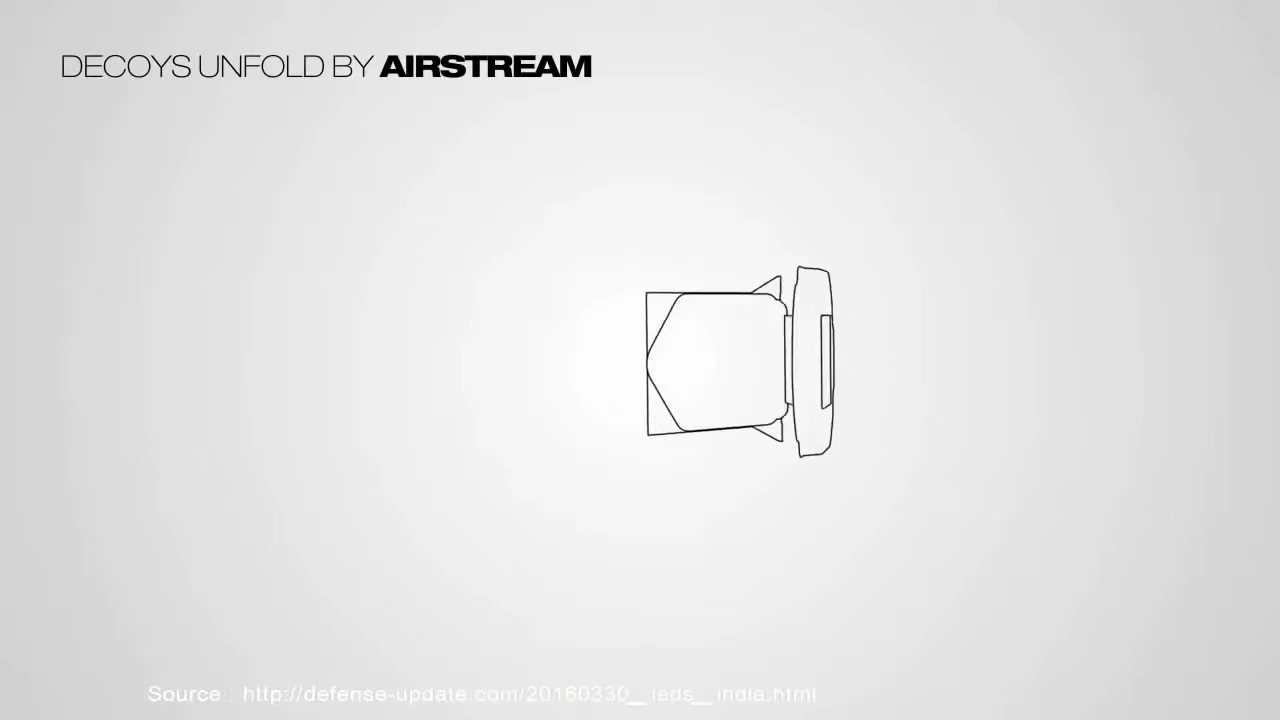 DECOYS UNFOLD BY AIRSTREAM
Source : http://defense-update.com/20160330_leds_india.html